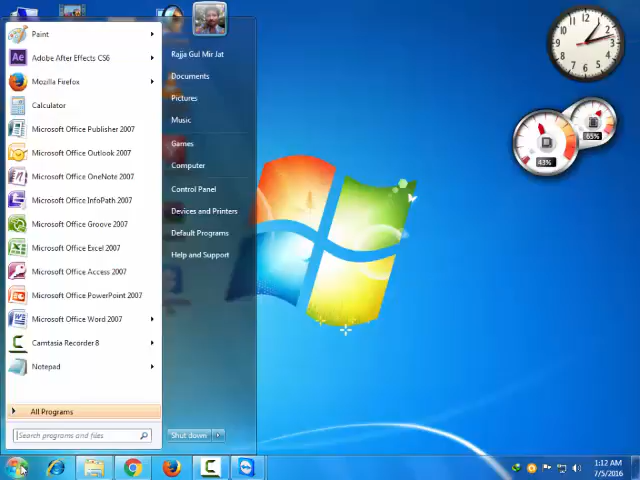 Paint
Adobe After Effects CS6
Mozilla Firefox
Calculator
Microsoft Office Publisher 2007
Microsoft Office Outlook 2007
Microsoft Office OneNote 2007
Microsoft Office InfoPath 2007
Microsoft Office Groove 2007
Microsoft Office Excel 2007
Microsoft Office Access 2007
Microsoft Office PowerPoint 2007
Microsoft Office Word 2007
Camtasia Recorder 8
Notepad
All Programs
Search programs and files
Rajja Gul Mir Jat
Documents
Pictures
Music
Games
Computer
Control Panel
Devices and Printers
Default Programs
Help and Support
Shut down
43%
65%
1:12 AM
7/5/2016